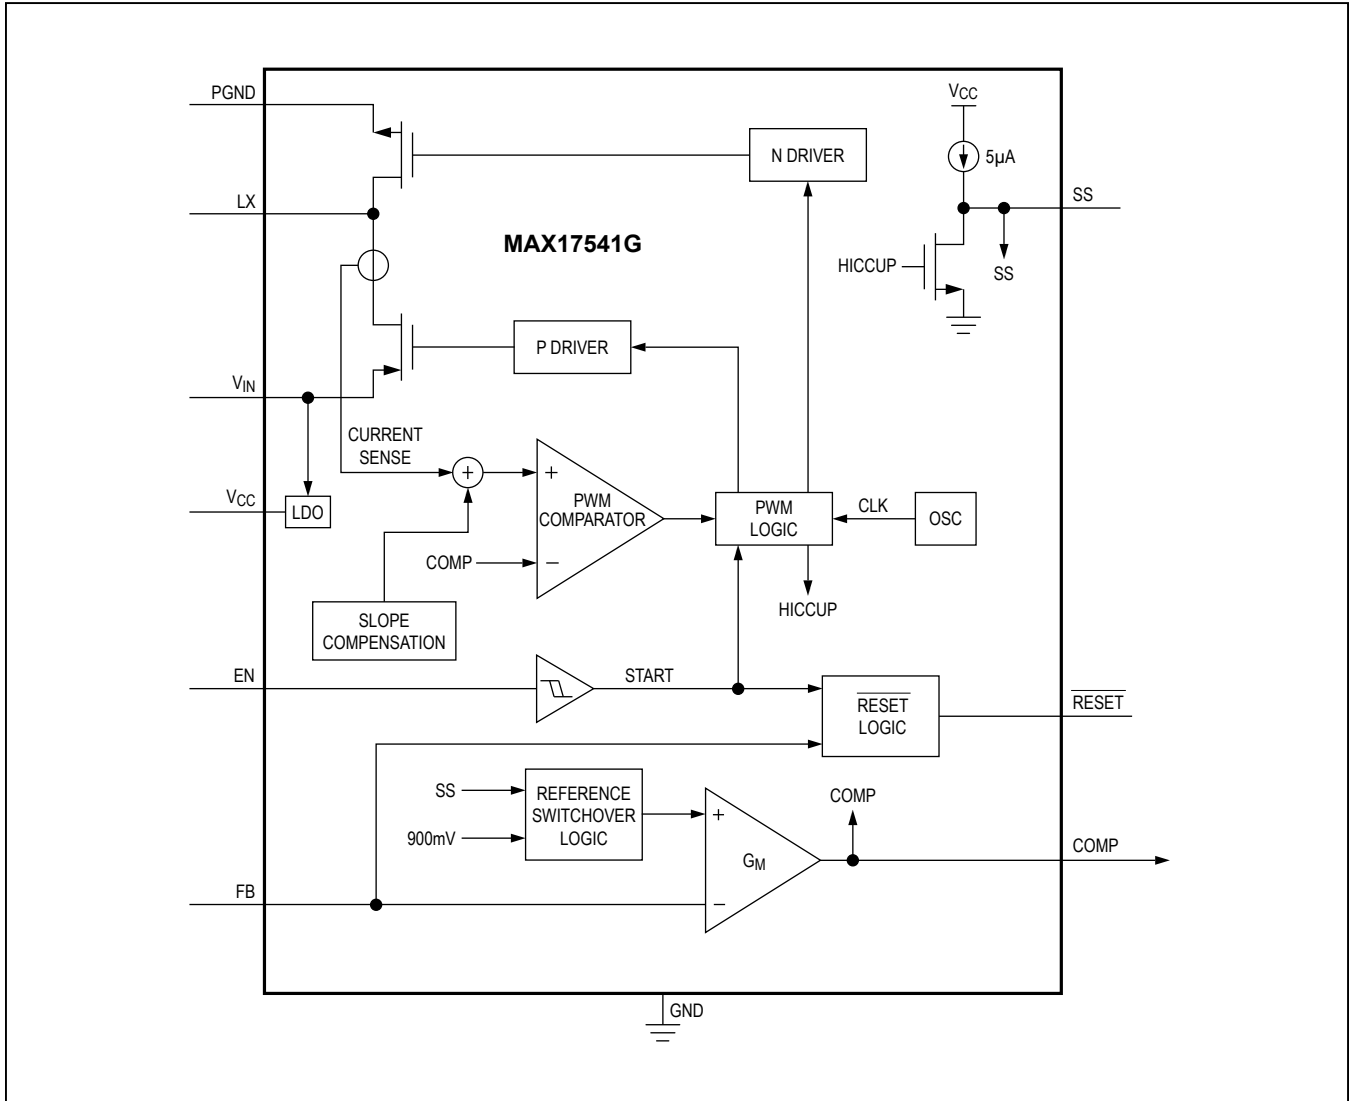 PGND
VCC
N DRIVER
5µA
LX
SS
MAX17541G
HICCUP
SS
P DRIVER
VIN
CURRENT
SENSE
+
+
VCC
LDO
PWM
COMPARATOR
PWM
LOGIC
CLK
OSC
COMP
−
HICCUP
SLOPE
COMPENSATION
EN
START
RESET
LOGIC
RESET
SS
REFERENCE
SWITCHOVER
LOGIC
900mV
+
COMP
GM
COMP
FB
−
GND